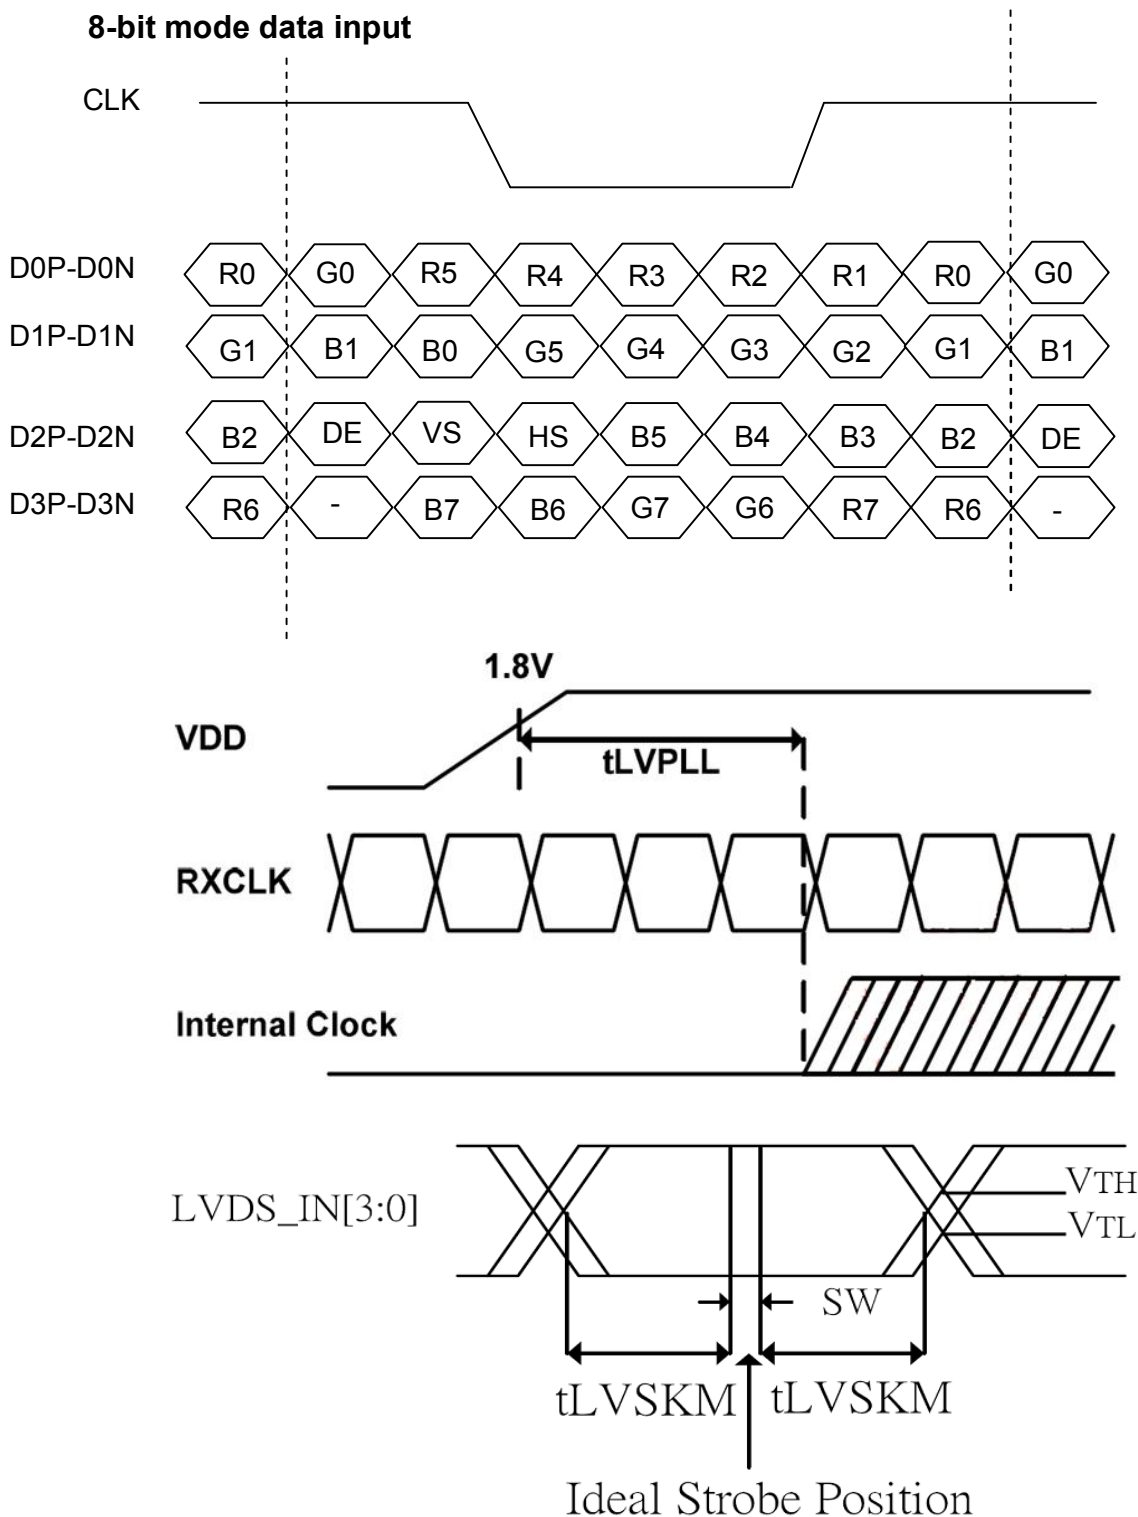 8-bit mode data input
CLK
D0P-D0N R0 G0 R5 R4 R3 R2 R1 R0 G0
D1P-D1N G1 B1 B0 G5 G4 G3 G2 G1 B1
D2P-D2N B2 DE VS HS B5 B4 B3 B2 DE
D3P-D3N R6 - B7 B6 G7 G6 R7 R6 -
1.8V
VDD
tLVPLL
RXCLK
Internal Clock
VTH
LVDS_IN[3:0]
VTL
SW
tLVSKM tLVSKM
Ideal Strobe Position